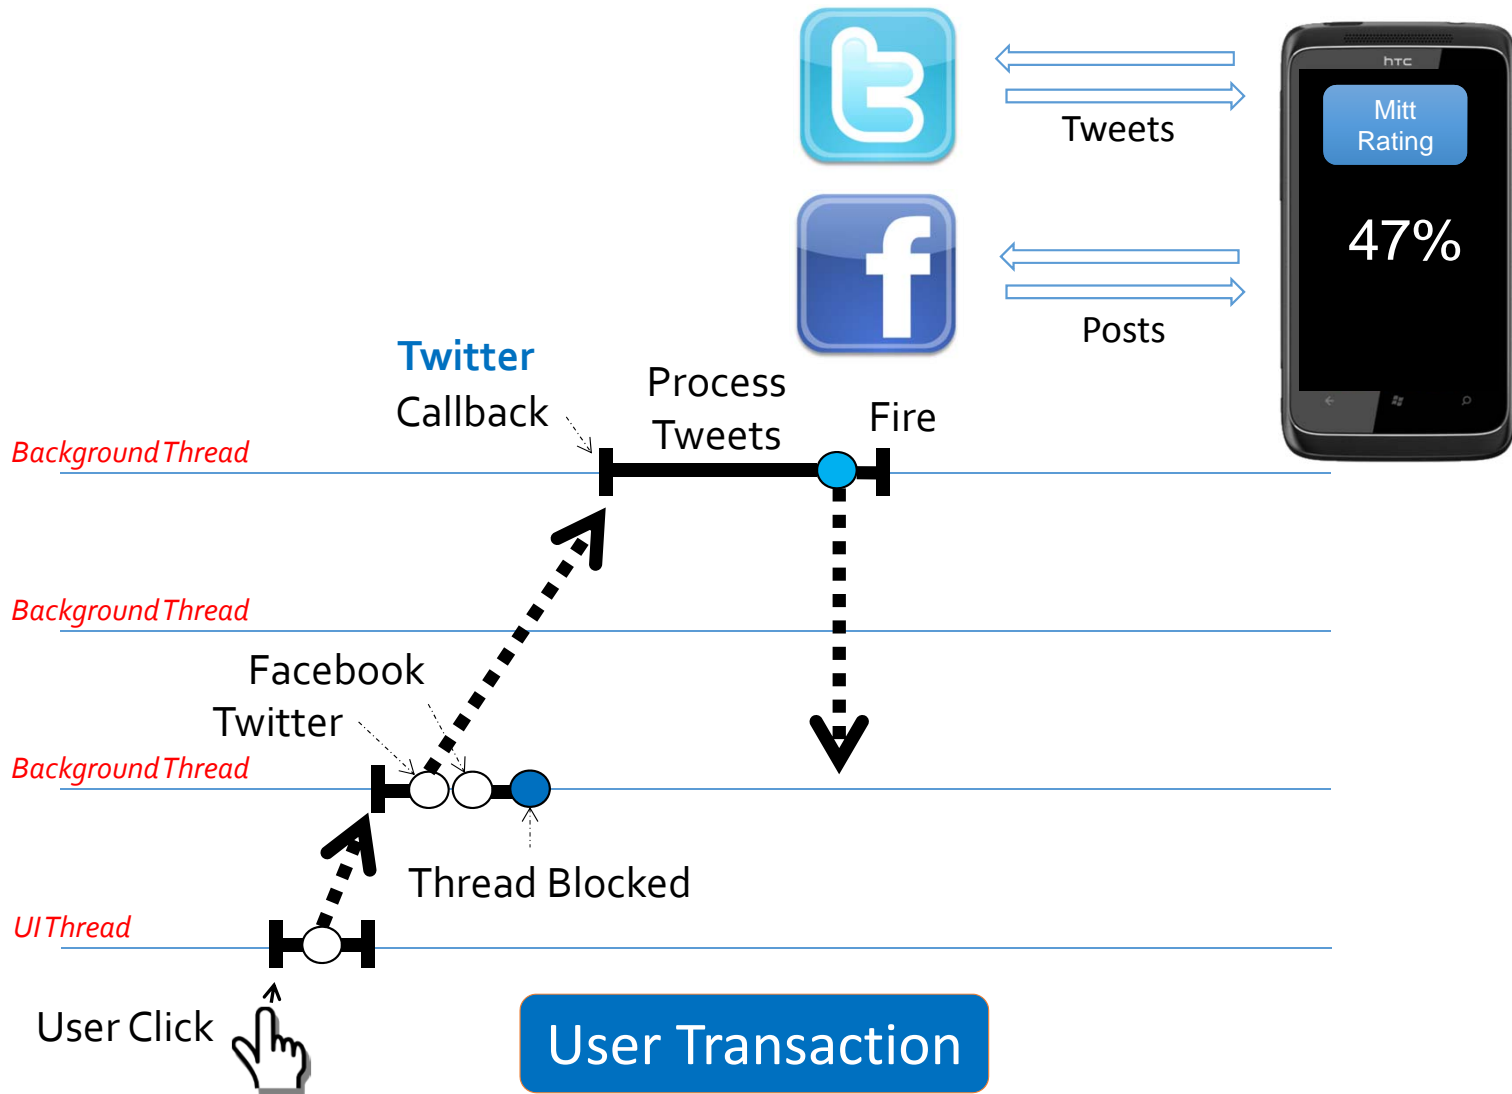 hTC
Mitt
Rating
47%
Tweets
Posts
Twitter
Callback
Process
Tweets
Fire
Background Thread
Background Thread
Facebook
Twitter
Background Thread
Thread Blocked
UI Thread
User Click
User Transaction